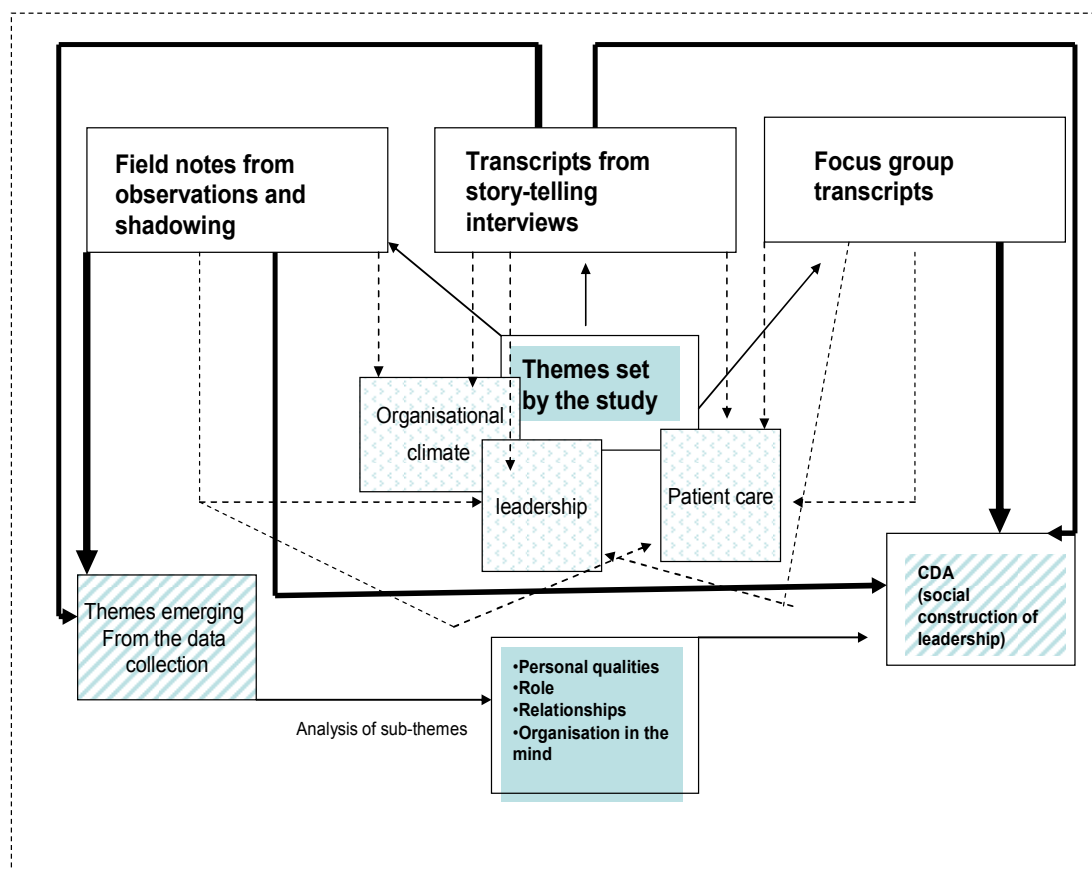 Field notes from
observations and
shadowing
Transcripts from
story-telling
interviews
Focus group
transcripts
Themes set
by the study
Organisational
climate
leadership
Patient care
Themes emerging
From the data
collection
Analysis of sub-themes
•Personal qualities
•Role
•Relationships
•Organisation in the
mind
CDA
(social
construction of
leadership)